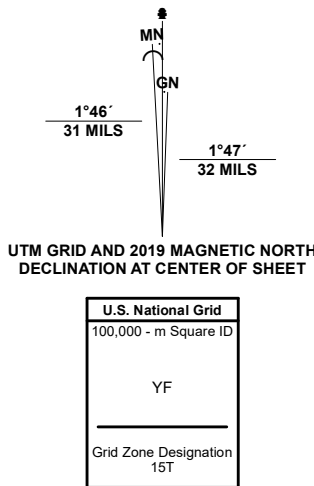 MN
GN
1°46´
31 MILS
1°47´
32 MILS
UTM GRID AND 2019 MAGNETIC NORTH
DECLINATION AT CENTER OF SHEET
U.S. National Grid
100,000 - m Square ID
YF
Grid Zone Designation
15T